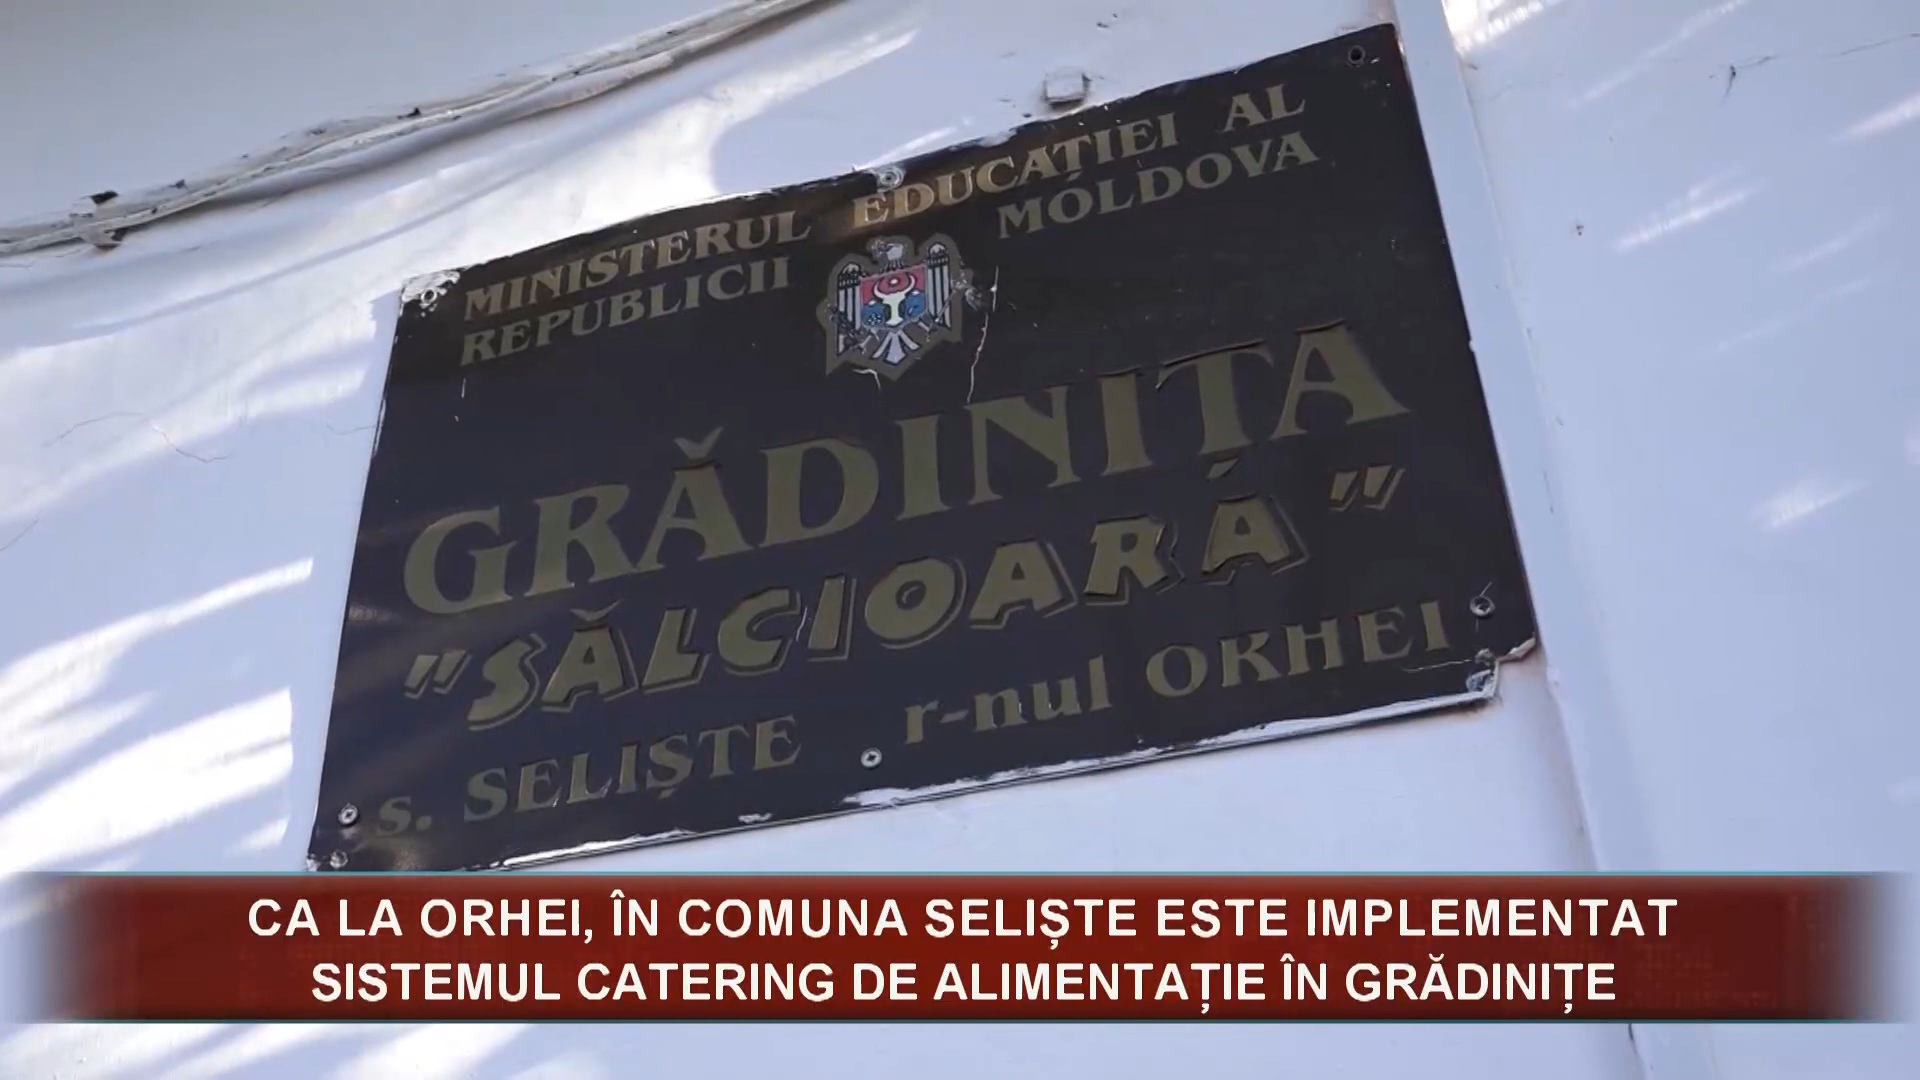 MINISTERUL EDUCAȚIEI AL
REPUBLICII MOLDOVA
GRĂDINIȚA
"SĂLCIOARĂ"
s. SELIȘTE r-nul ORHEI
CA LA ORHEI, ÎN COMUNA SELIȘTE ESTE IMPLEMENTAT
SISTEMUL CATERING DE ALIMENTAȚIE ÎN GRĂDINIȚE